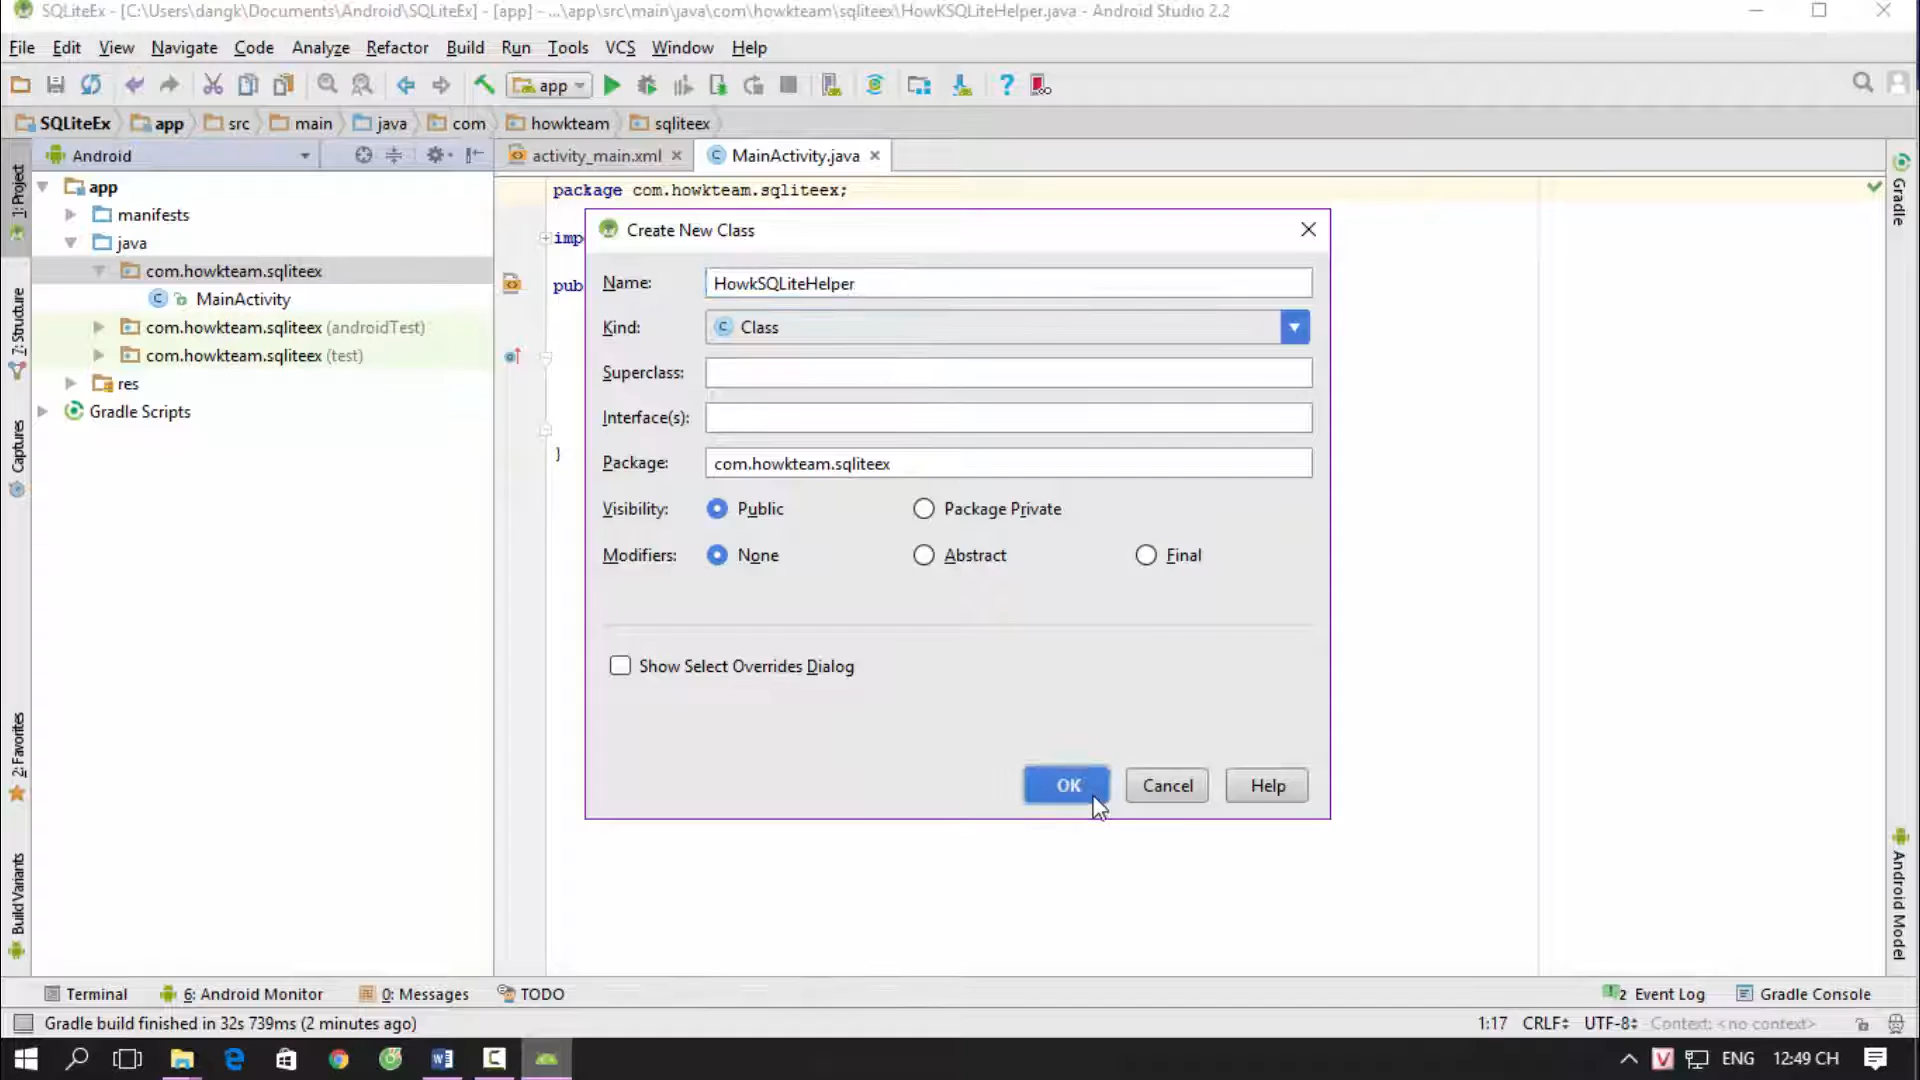 SQLiteEx - [C:\Users\dangk\Documents\Android\SQLiteEx] - [app] - ...\app\src\main\java\com\howkteam\sqliteex\HowKSQLiteHelper.java - Android Studio 2.2
File Edit View Navigate Code Analyze Refactor Build Run Tools VCS Window Help
app
SQLiteEx app src main java com howkteam sqliteex
Android
activity_main.xml MainActivity.java
1: Project
7: Structure
Captures
2: Favorites
Build Variants
app
manifests
java
com.howkteam.sqliteex
MainActivity
com.howkteam.sqliteex (androidTest)
com.howkteam.sqliteex (test)
res
Gradle Scripts
package com.howkteam.sqliteex;
imp
pub
}
Create New Class
Name: HowkSQLiteHelper
Kind: Class
Superclass:
Interface(s):
Package: com.howkteam.sqliteex
Visibility: Public Package Private
Modifiers: None Abstract Final
Show Select Overrides Dialog
OK Cancel Help
Gradle
Android Model
Terminal 6: Android Monitor 0: Messages TODO 2 Event Log Gradle Console
Gradle build finished in 32s 739ms (2 minutes ago) 1:17 CRLF UTF-8 Context: <no context>
ENG 12:49 CH